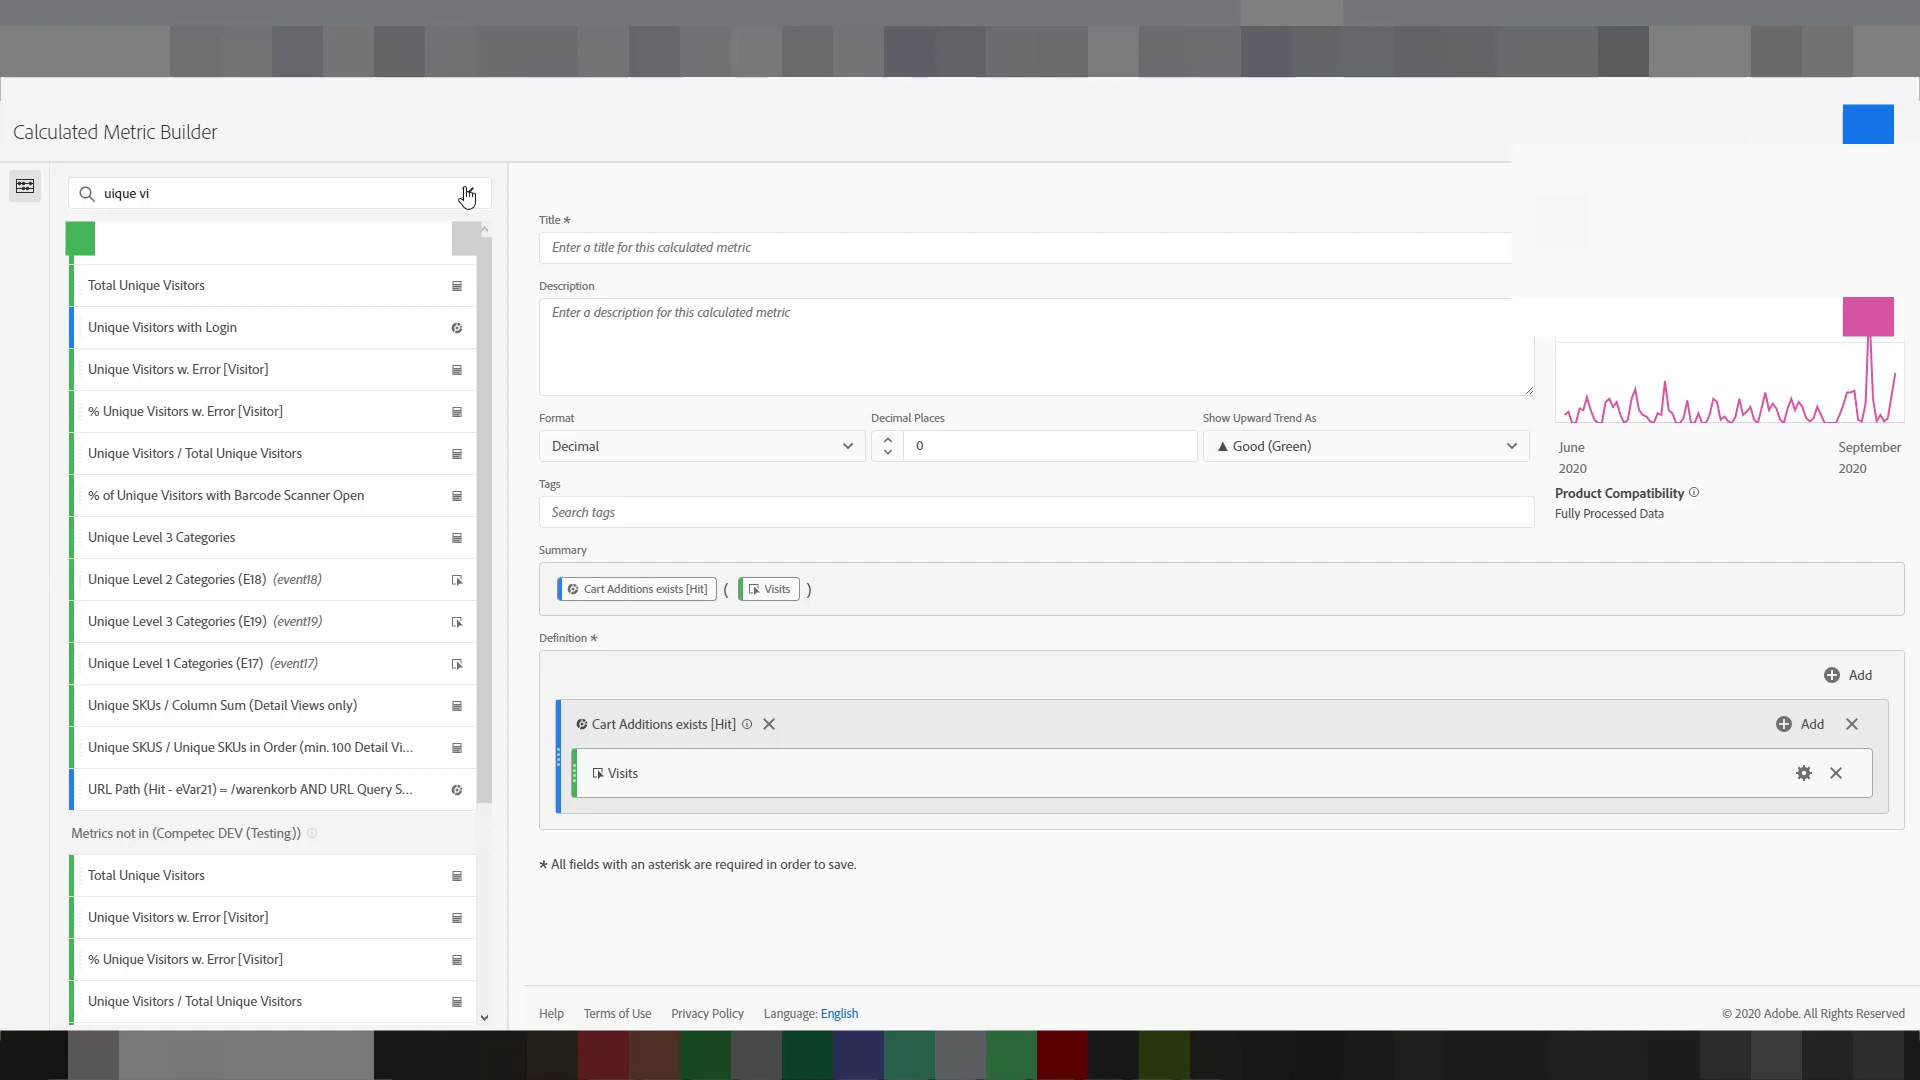 Calculated Metric Builder
uique vi
Total Unique Visitors
Unique Visitors with Login
Unique Visitors w. Error [Visitor]
% Unique Visitors w. Error [Visitor]
Unique Visitors / Total Unique Visitors
% of Unique Visitors with Barcode Scanner Open
Unique Level 3 Categories
Unique Level 2 Categories (E18) (event18)
Unique Level 3 Categories (E19) (event19)
Unique Level 1 Categories (E17) (event17)
Unique SKUs / Column Sum (Detail Views only)
Unique SKUS / Unique SKUs in Order (min. 100 Detail Vi...
URL Path (Hit - eVar21) = /warenkorb AND URL Query S...
Metrics not in (Competec DEV (Testing))
Total Unique Visitors
Unique Visitors w. Error [Visitor]
% Unique Visitors w. Error [Visitor]
Unique Visitors / Total Unique Visitors
Title *
Enter a title for this calculated metric
Description
Enter a description for this calculated metric
Format
Decimal
Decimal Places
0
Show Upward Trend As
▲ Good (Green)
Tags
Search tags
Summary
Cart Additions exists [Hit] ( Visits )
Definition *
Add
Cart Additions exists [Hit]
Add
Visits
* All fields with an asterisk are required in order to save.
June
2020
September
2020
Product Compatibility
Fully Processed Data
Help Terms of Use Privacy Policy Language: English
© 2020 Adobe. All Rights Reserved